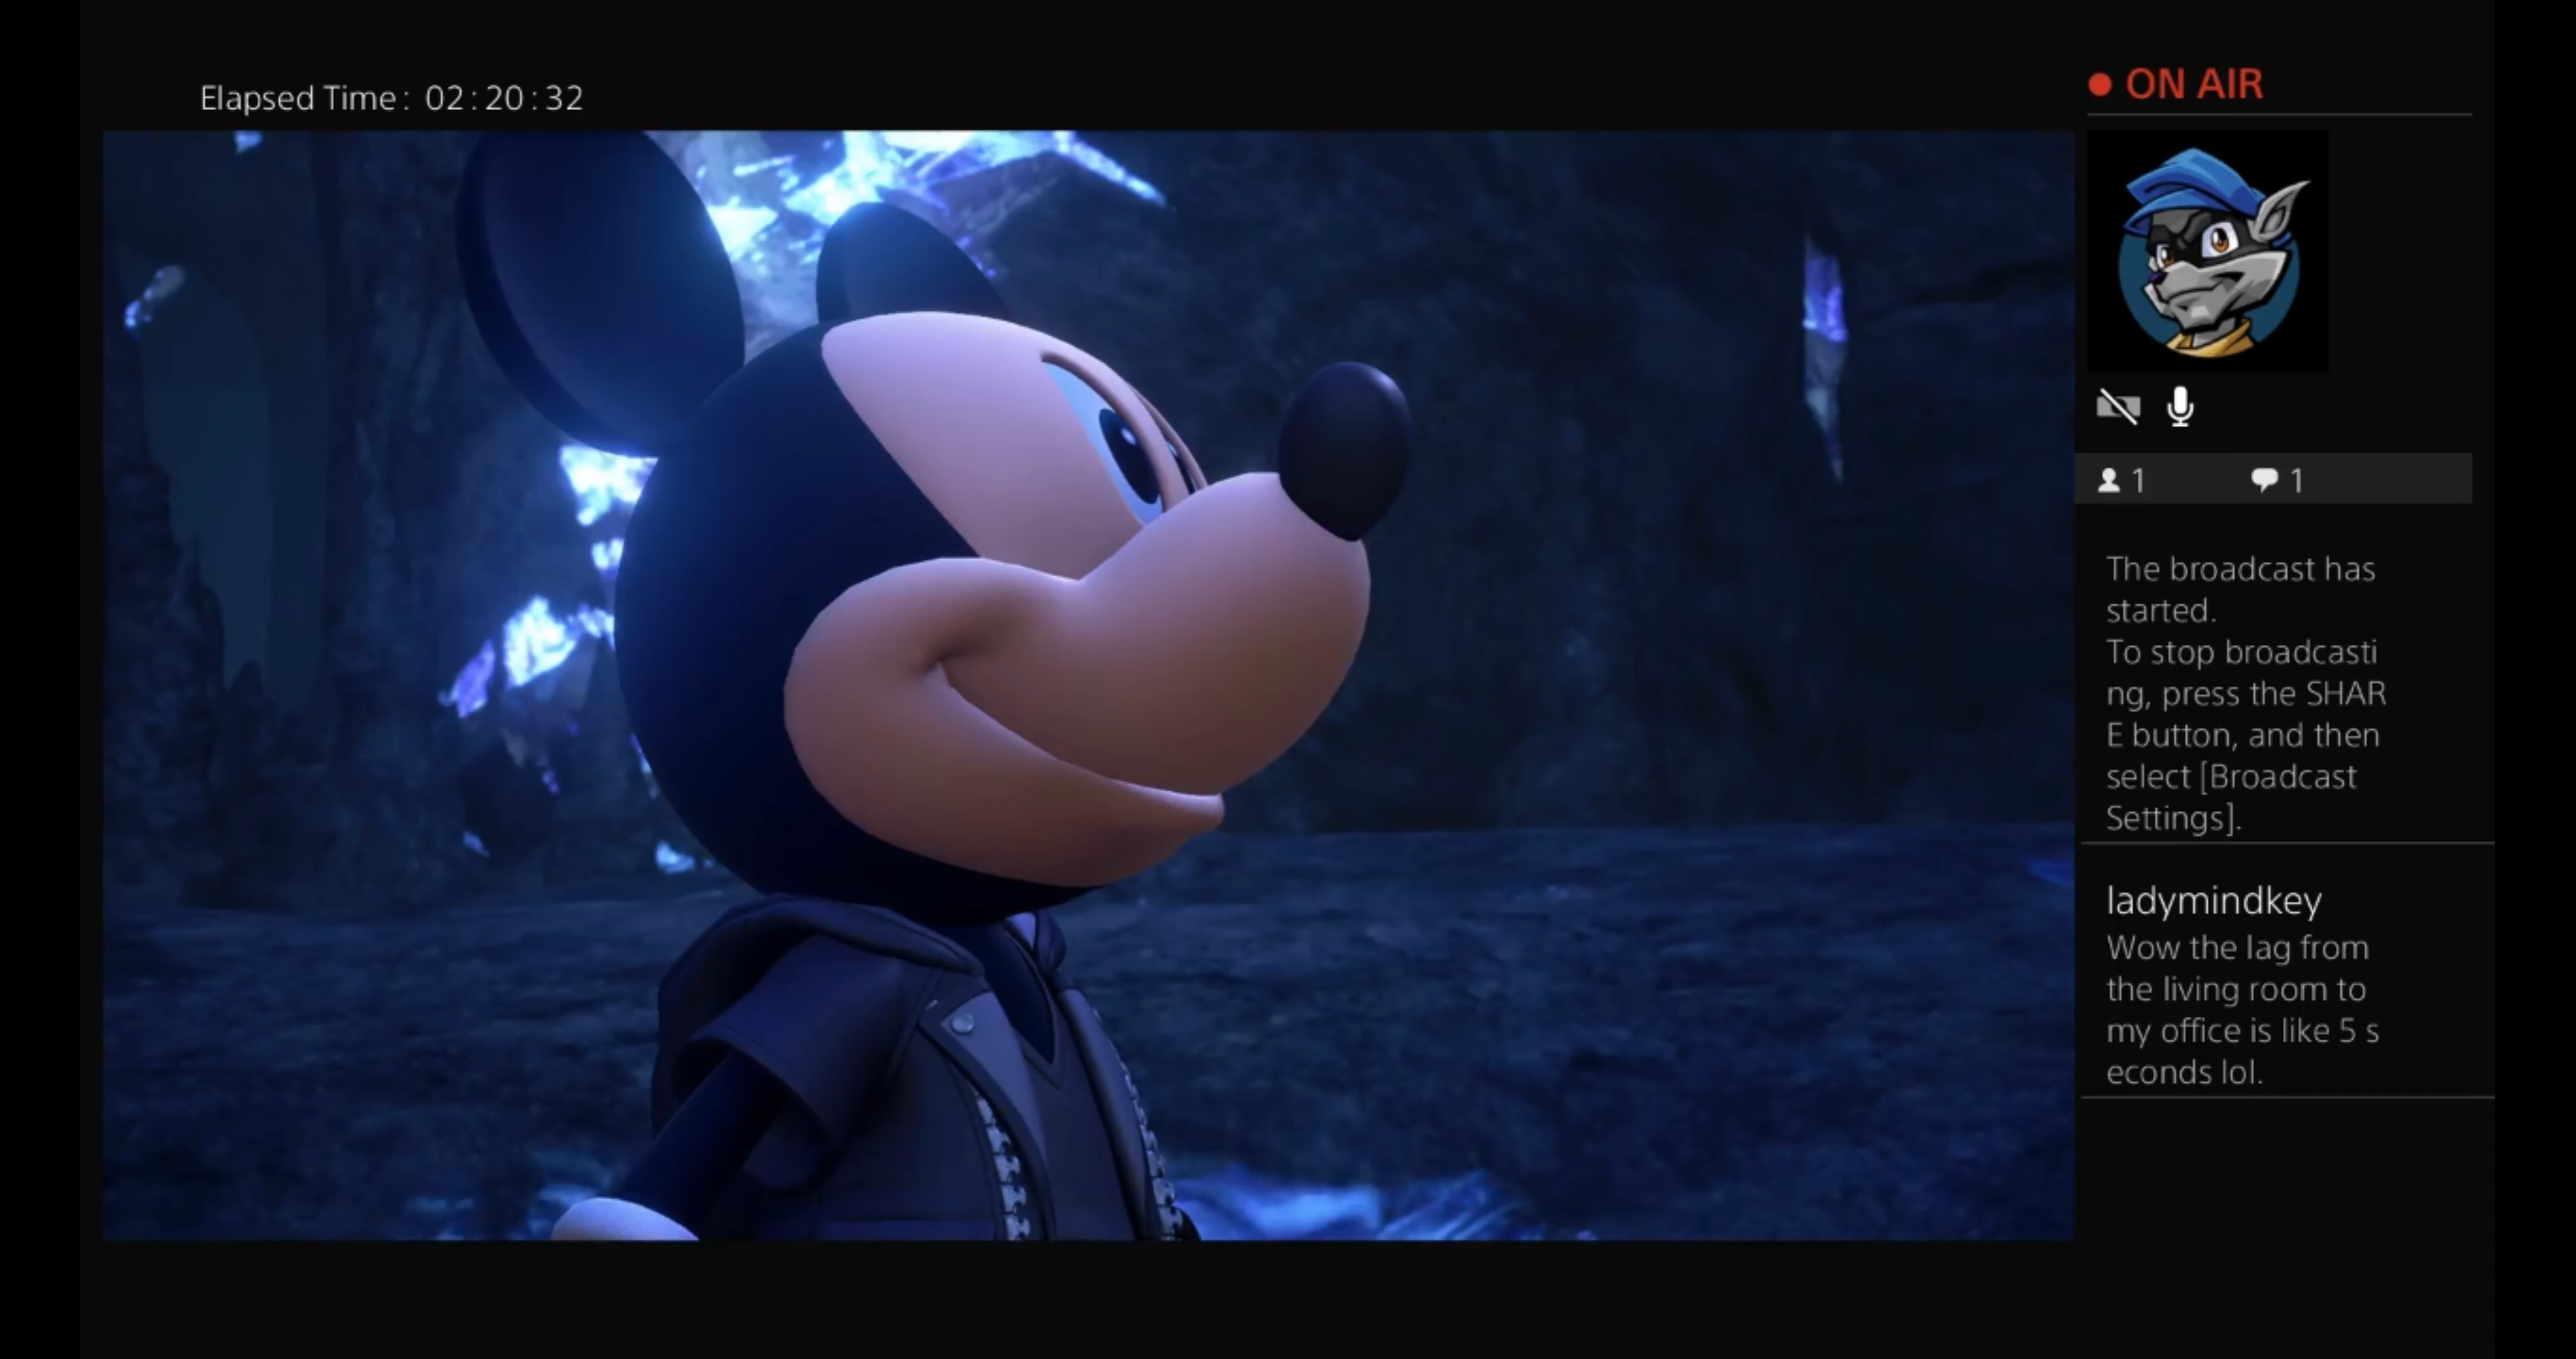 Elapsed Time: 02:20:32
ON AIR
1
1
The broadcast has
started.
To stop broadcasti
ng, press the SHAR
E button, and then
select [Broadcast
Settings].
ladymindkey
Wow the lag from
the living room to
my office is like 5 s
econds lol.